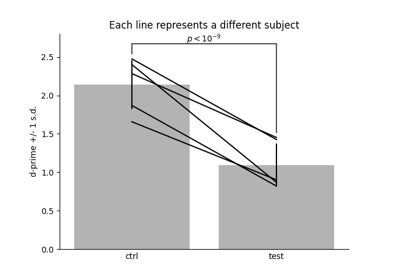 Each line represents a different subject
p < 10⁻⁹
2.5
2.0
1.5
1.0
0.5
0.0
d-prime +/- 1 s.d.
ctrl test